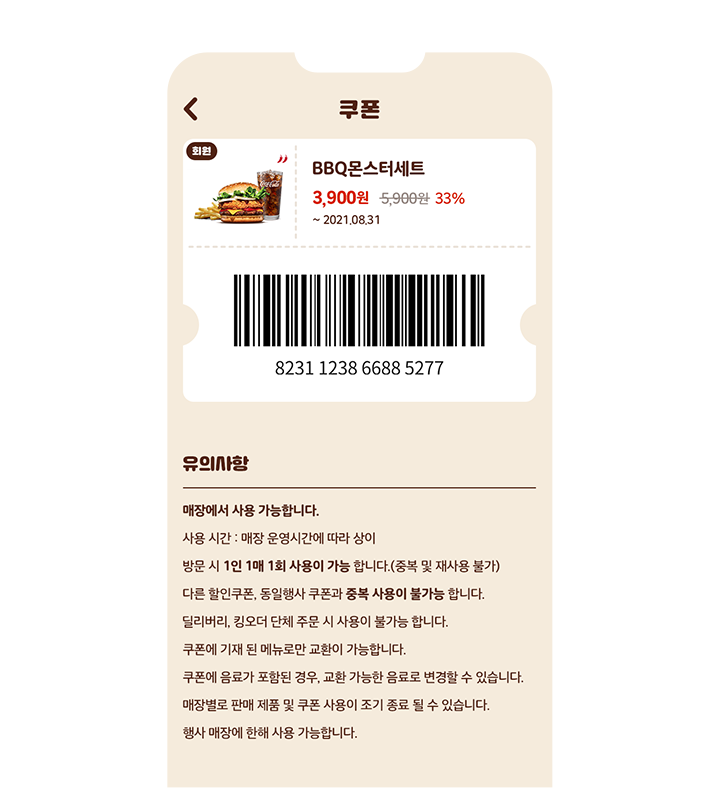 쿠폰
회원
BBQ몬스터세트
3,900원 5,900원 33%
~ 2021.08.31
8231 1238 6688 5277
유의사항
매장에서 사용 가능합니다.
사용 시간 : 매장 운영시간에 따라 상이
방문 시 1인 1매 1회 사용이 가능 합니다.(중복 및 재사용 불가)
다른 할인쿠폰, 동일행사 쿠폰과 중복 사용이 불가능 합니다.
딜리버리, 킹오더 단체 주문 시 사용이 불가능 합니다.
쿠폰에 기재 된 메뉴로만 교환이 가능합니다.
쿠폰에 음료가 포함된 경우, 교환 가능한 음료로 변경할 수 있습니다.
매장별로 판매 제품 및 쿠폰 사용이 조기 종료 될 수 있습니다.
행사 매장에 한해 사용 가능합니다.